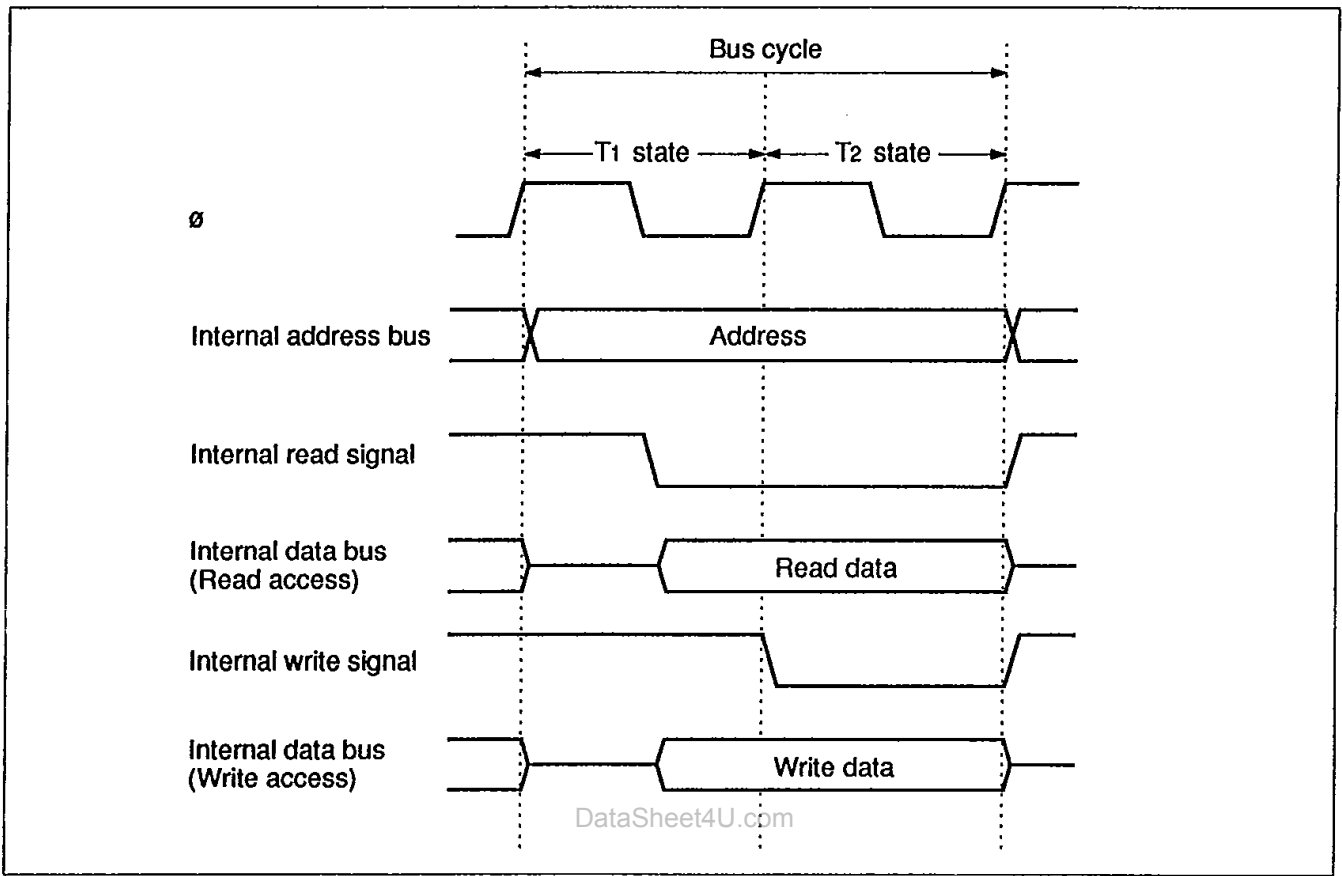 Bus cycle
T1 state
T2 state
ø
Internal address bus
Address
Internal read signal
Internal data bus
(Read access)
Read data
Internal write signal
Internal data bus
(Write access)
Write data
DataSheet4U.com